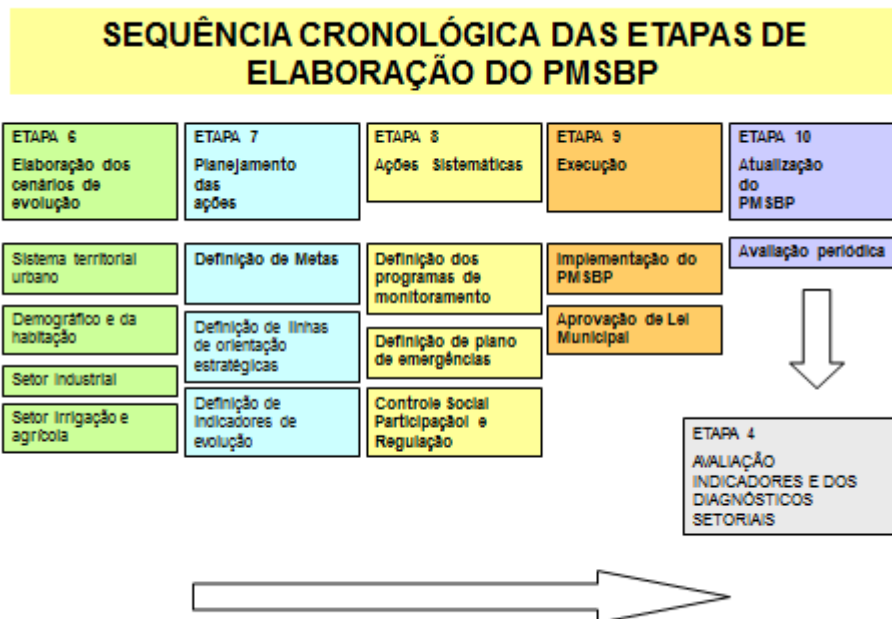 SEQUÊNCIA CRONOLÓGICA DAS ETAPAS DE
ELABORAÇÃO DO PMSBP
ETAPA 6
Elaboração dos
cenários de
evolução
Sistema territorial
urbano
Demográfico e da
habitação
Setor Industrial
Setor Irrigação e
agrícola
ETAPA 7
Planejamento
das
ações
Definição de Metas
Definição de linhas
de orientação
estratégicas
Definição de
Indicadores de
evolução
ETAPA 8
Ações Sistemáticas
Definição dos
programas de
monitoramento
Definição de plano
de emergências
Controle Social
Participaçãol e
Regulação
ETAPA 9
Execução
Implementação do
PMSBP
Aprovação de Lei
Municipal
ETAPA 10
Atualização
do
PMSBP
Avaliação periódica
ETAPA 4
AVALIAÇÃO
INDICADORES E DOS
DIAGNÓSTICOS
SETORIAIS